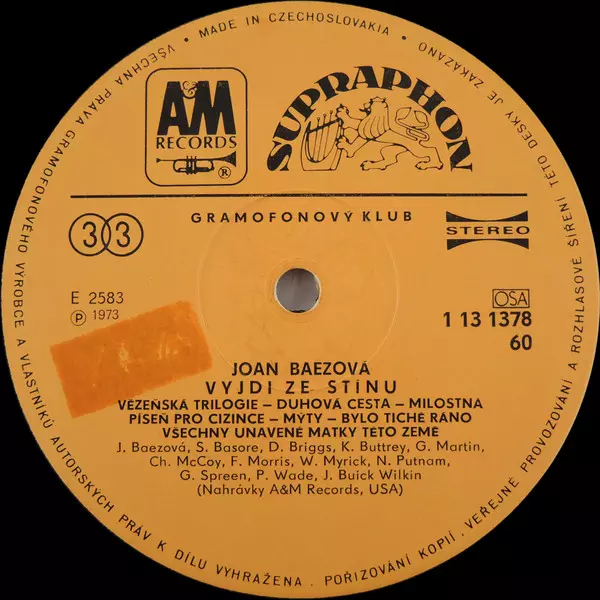 VŠECHNA PRÁVA GRAMOFONOVÉHO VÝROBCE A VLASTNÍKŮ AUTORSKÝCH PRÁV K DÍLU VYHRAŽENA. POŘIZOVÁNÍ KOPIÍ. VEŘEJNÉ PROVOZOVÁNÍ A ROZHLASOVÉ ŠÍŘENÍ TÉTO DESKY JE ZAKÁZÁNO
MADE IN CZECHOSLOVAKIA
A&M
RECORDS
®
SUPRAPHON
GRAMOFONOVÝ KLUB
33
STEREO
E 2583
Ⓟ 1973
OSA
1 13 1378
60
JOAN BAEZOVÁ
VYJDI ZE STÍNU
VĚZEŇSKÁ TRILOGIE – DUHOVÁ CESTA – MILOSTNÁ
PÍSEŇ PRO CIZINCE – MÝTY – BYLO TICHÉ RÁNO
VŠECHNY UNAVENÉ MATKY TÉTO ZEMĚ
J. Baezová, S. Basore, D. Briggs, K. Buttrey, G. Martin,
Ch. McCoy, F. Morris, W. Myrick, N. Putnam,
G. Spreen, P. Wade, J. Buick Wilkin
(Nahrávky A&M Records, USA)